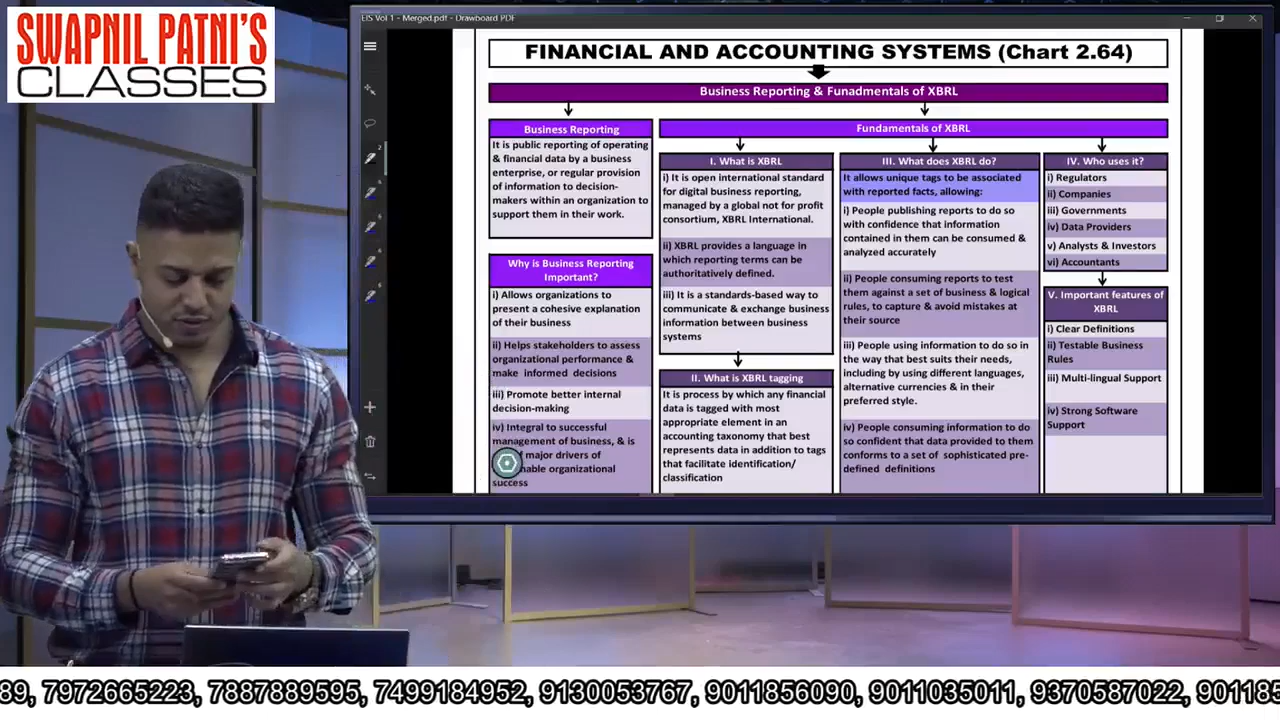 SWAPNIL PATNI'S
CLASSES
EIS Vol 1 - Merged.pdf - Drawboard PDF
FINANCIAL AND ACCOUNTING SYSTEMS (Chart 2.64)
Business Reporting & Funadmentals of XBRL
Business Reporting
It is public reporting of operating
& financial data by a business
enterprise, or regular provision
of information to decision-
makers within an organization to
support them in their work.
Why is Business Reporting
Important?
i) Allows organizations to
present a cohesive explanation
of their business
ii) Helps stakeholders to assess
organizational performance &
make informed decisions
iii) Promote better internal
decision-making
iv) Integral to successful
management of business, & is
major drivers of
organizational
success
Fundamentals of XBRL
I. What is XBRL
i) It is open international standard
for digital business reporting,
managed by a global not for profit
consortium, XBRL International.
ii) XBRL provides a language in
which reporting terms can be
authoritatively defined.
iii) It is a standards-based way to
communicate & exchange business
information between business
systems
II. What is XBRL tagging
It is process by which any financial
data is tagged with most
appropriate element in an
accounting taxonomy that best
represents data in addition to tags
that facilitate identification/
classification
III. What does XBRL do?
It allows unique tags to be associated
with reported facts, allowing:
i) People publishing reports to do so
with confidence that information
contained in them can be consumed &
analyzed accurately
ii) People consuming reports to test
them against a set of business & logical
rules, to capture & avoid mistakes at
their source
iii) People using information to do so in
the way that best suits their needs,
including by using different languages,
alternative currencies & in their
preferred style.
iv) People consuming information to do
so confident that data provided to them
conforms to a set of sophisticated pre-
defined definitions
IV. Who uses it?
i) Regulators
ii) Companies
iii) Governments
iv) Data Providers
v) Analysts & Investors
vi) Accountants
V. Important features of
XBRL
i) Clear Definitions
ii) Testable Business
Rules
iii) Multi-lingual Support
iv) Strong Software
Support
89, 7972665223, 7887889595, 7499184952, 9130053767, 9011856090, 9011035011, 9370587022, 901185